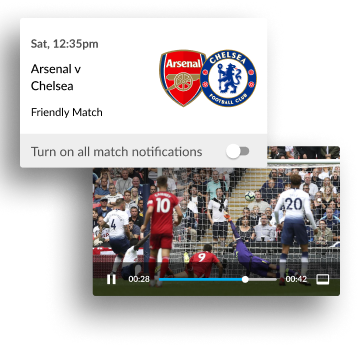 Sat, 12:35pm
Arsenal v
Chelsea
Friendly Match
Arsenal
CHELSEA
FOOTBALL CLUB
Turn on all match notifications
4
10
9
20
00:28
00:42